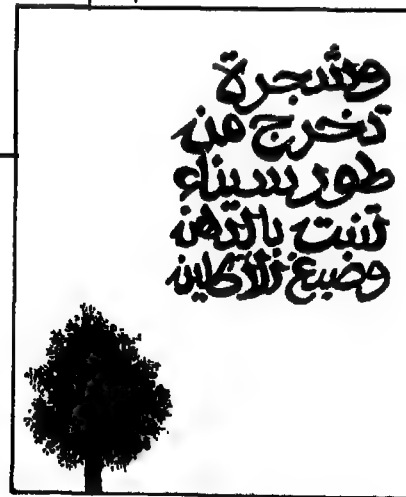 وشجرة
تخرج من
طور سيناء
تنبت بالدهن
وصبغ للآكلين